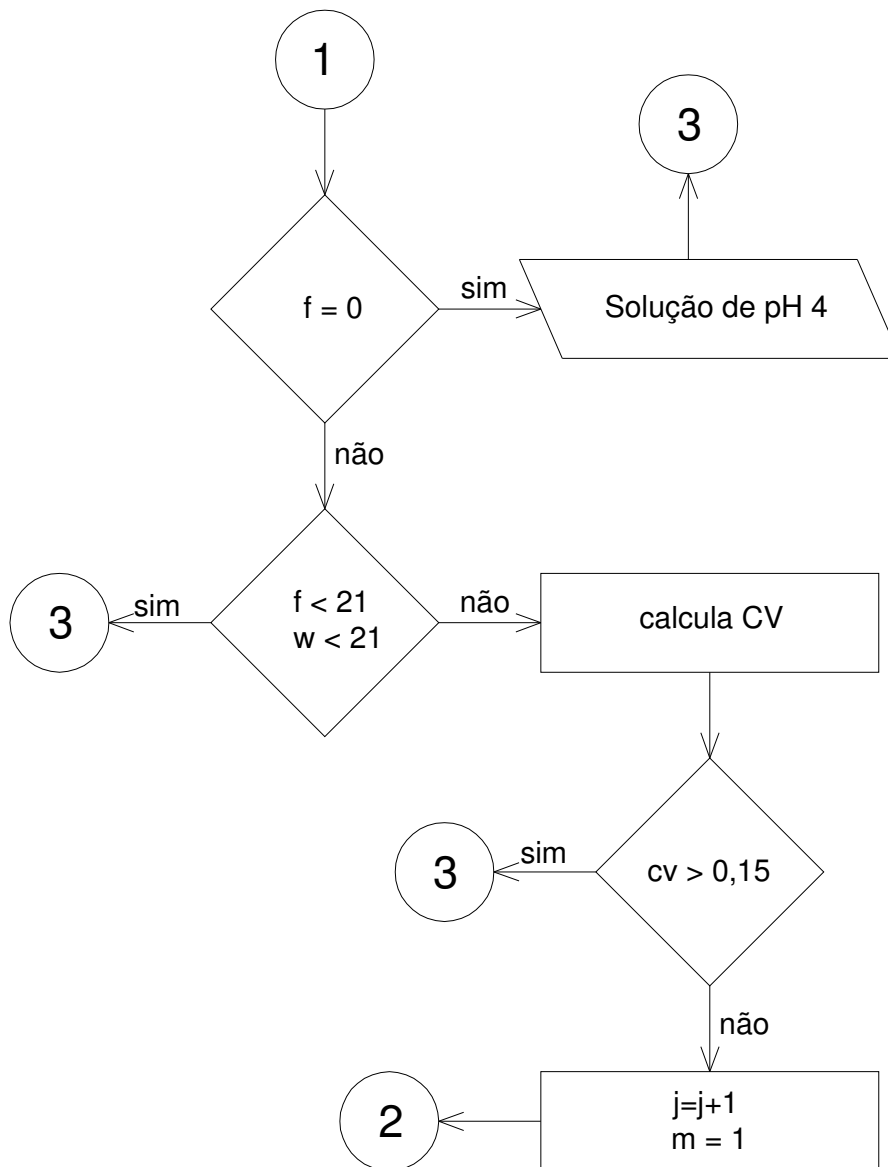 1
3
f = 0
sim
Solução de pH 4
não
3
sim
f < 21
w < 21
não
calcula CV
3
sim
cv > 0,15
não
2
j=j+1
m = 1